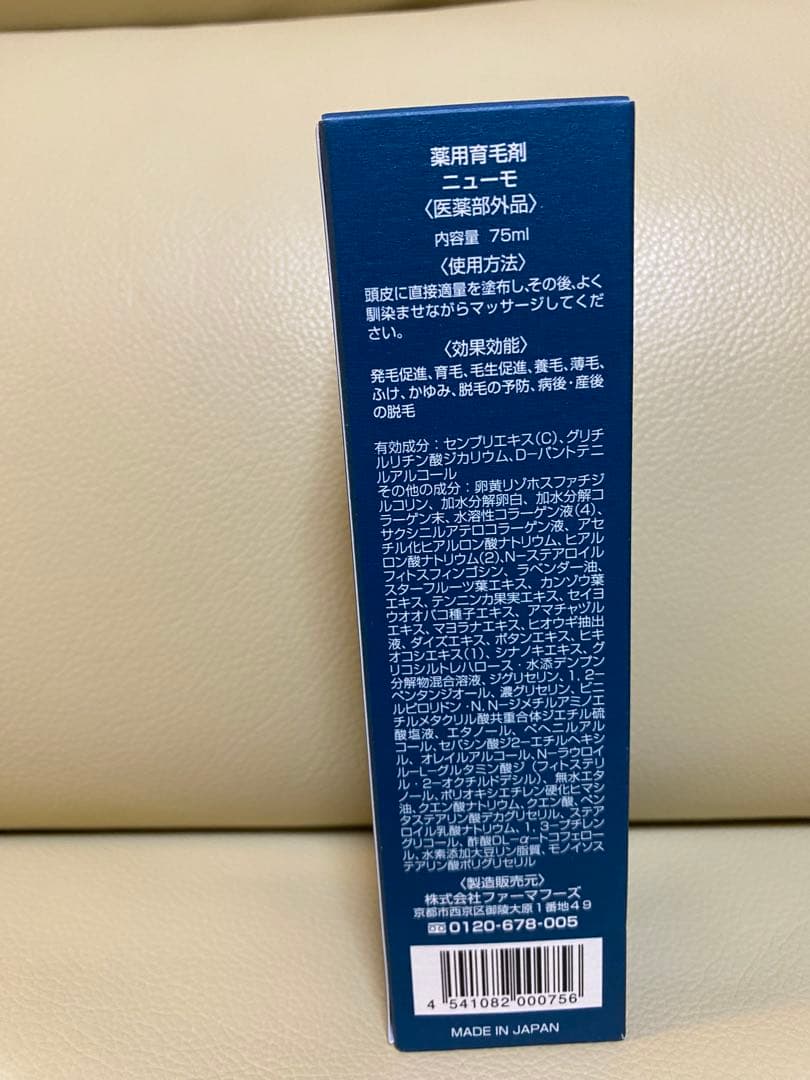 薬用育毛剤
ニューモ
〈医薬部外品〉
内容量 75ml
〈使用方法〉
頭皮に直接適量を塗布し、その後、よく
馴染ませながらマッサージしてくだ
さい。
〈効果効能〉
発毛促進、育毛、毛生促進、養毛、薄毛、
ふけ、かゆみ、脱毛の予防、病後・産後
の脱毛
有効成分：センブリエキス(C)、グリチ
ルリチン酸ジカリウム、D−パントテニ
ルアルコール
その他の成分：卵黄リゾホスファチジ
ルコリン、加水分解卵白、加水分解コ
ラーゲン末、水溶性コラーゲン液(4)、
サクシニルアテロコラーゲン液、アセ
チル化ヒアルロン酸ナトリウム、ヒアル
ロン酸ナトリウム(2)、N−ステアロイル
フィトスフィンゴシン、ラベンダー油、
スターフルーツ葉エキス、カンゾウ葉
エキス、テンニンカ果実エキス、セイヨ
ウオオバコ種子エキス、アマチャヅル
エキス、マヨラナエキス、ヒオウギ抽出
液、ダイズエキス、ボタンエキス、ヒキ
オコシエキス(1)、シナノキエキス、グ
リコシルトレハロース・水添デンプン
分解物混合溶液、ジグリセリン、1,2−
ペンタンジオール、濃グリセリン、ビニ
ルピロリドン・N,N−ジメチルアミノエ
チルメタクリル酸共重合体ジエチル硫
酸塩液、エタノール、ベヘニルアル
コール、セバシン酸ジ2−エチルヘキシ
ル、オレイルアルコール、N−ラウロイ
ル−L−グルタミン酸ジ（フィトステリ
ル・2−オクチルドデシル）、無水エタ
ノール、ポリオキシエチレン硬化ヒマシ
油、クエン酸ナトリウム、クエン酸、ペン
タステアリン酸デカグリセリル、ステア
ロイル乳酸ナトリウム、1,3−ブチレン
グリコール、酢酸DL−α−トコフェロー
ル、水素添加大豆リン脂質、モノイソス
テアリン酸ポリグリセリル
〈製造販売元〉
株式会社ファーマフーズ
京都市西京区御陵大原1番地49
0120-678-005
4 541082 000756
MADE IN JAPAN